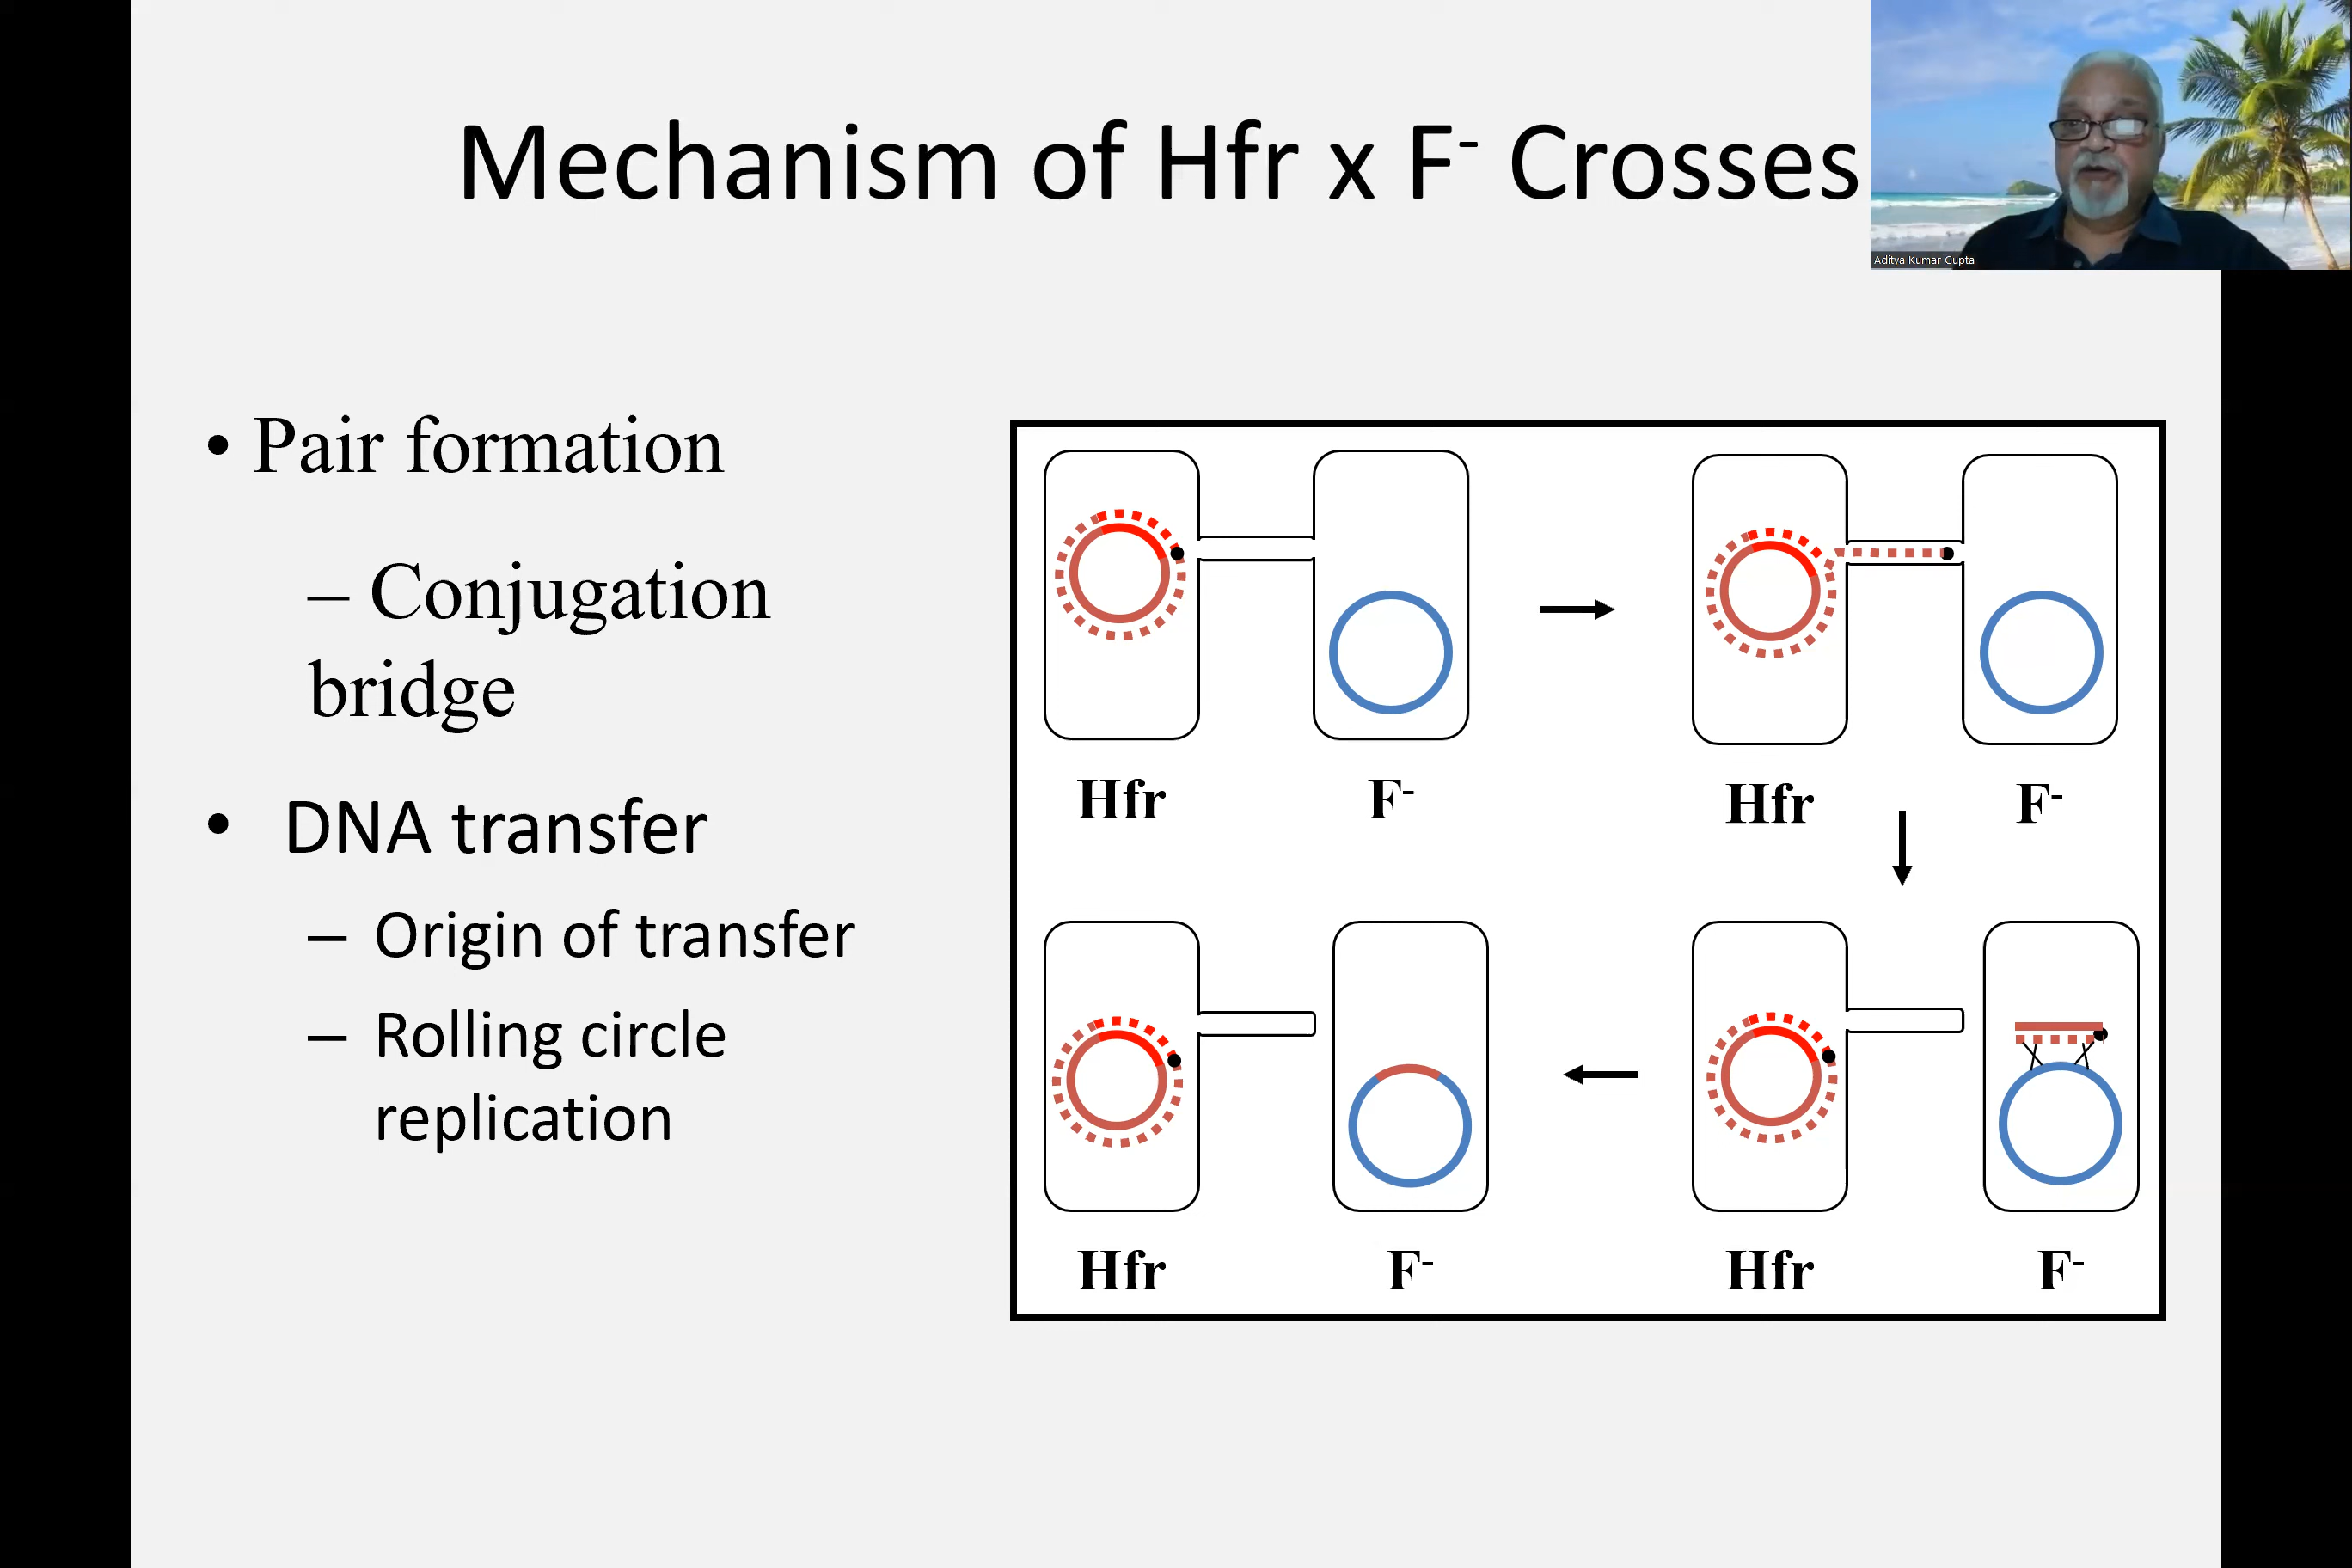 Mechanism of Hfr x F- Crosses
Aditya Kumar Gupta
• Pair formation
– Conjugation
bridge
• DNA transfer
– Origin of transfer
– Rolling circle
replication
Hfr F- Hfr F-
Hfr F- Hfr F-